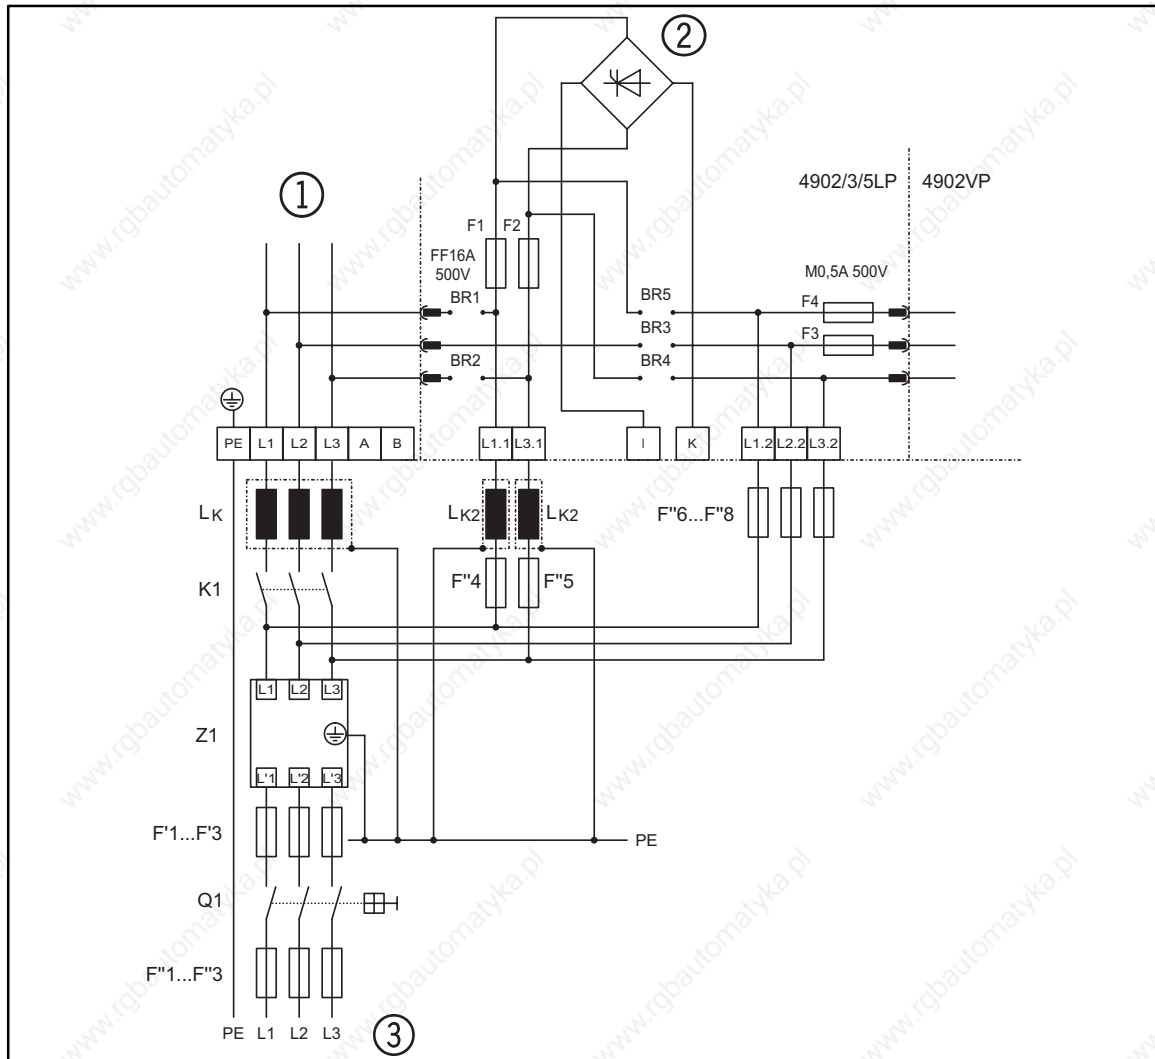 2
1
4902/3/5LP 4902VP
F1 F2
FF16A
500V
M0,5A 500V
BR1 BR5 F4
BR3 F3
BR2 BR4
PE L1 L2 L3 A B L1.1 L3.1 I K L1.2 L2.2 L3.2
LK LK2 LK2 F"6...F"8
K1 F"4 F"5
L1 L2 L3
Z1
L'1 L'2 L'3
F'1...F'3 PE
Q1
F"1...F"3
PE L1 L2 L3 3
www.rgbautomatyka.pl